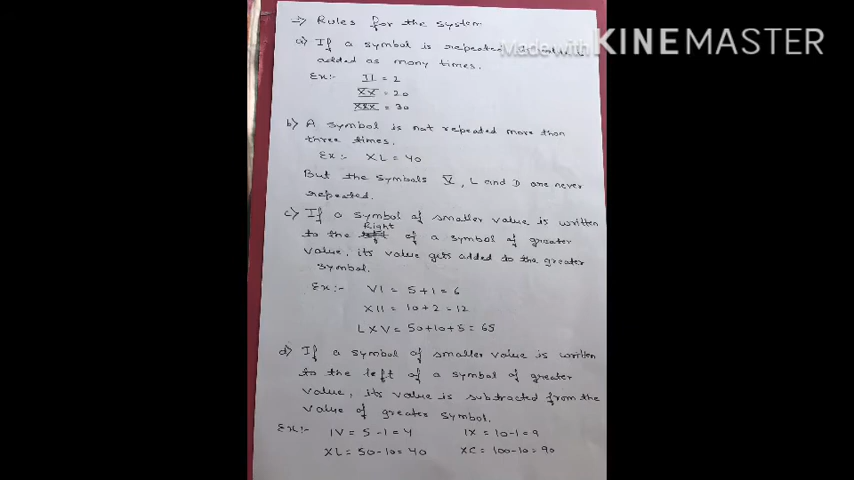 => Rules for the system
a) If a symbol is repeated
Made with KINEMASTER
added as many times.
Ex:- II = 2
XX = 20
XXX = 30
b) A symbol is not repeated more than
three times.
Ex:- XL = 40
But the symbols V, L and D are never
repeated.
c) If a symbol of smaller value is written
Right
to the of a symbol of greater
value, its value gets added to the greater
symbol.
Ex:- VI = 5+1 = 6
XII = 10+2 = 12
LXV = 50+10+5 = 65
d) If a symbol of smaller value is written
to the left of a symbol of greater
value, its value is subtracted from the
value of greater symbol.
Ex:- IV = 5-1 = 4 IX = 10-1 = 9
XL = 50-10 = 40 XC = 100-10 = 90